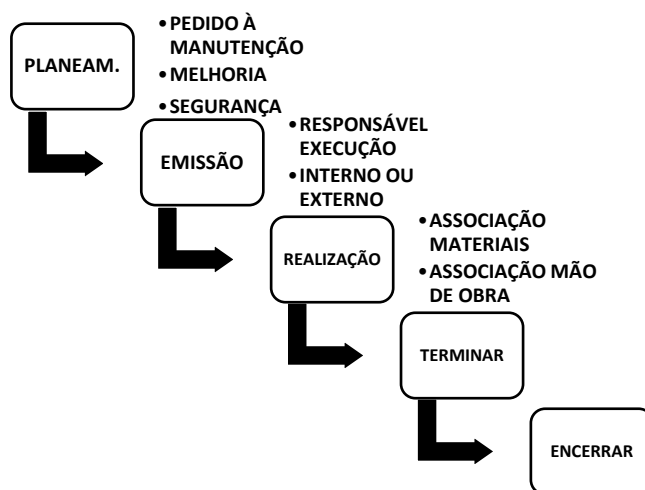 PLANEAM.
•PEDIDO À
MANUTENÇÃO
•MELHORIA
•SEGURANÇA
EMISSÃO
•RESPONSÁVEL
EXECUÇÃO
•INTERNO OU
EXTERNO
REALIZAÇÃO
•ASSOCIAÇÃO
MATERIAIS
•ASSOCIAÇÃO MÃO
DE OBRA
TERMINAR
ENCERRAR